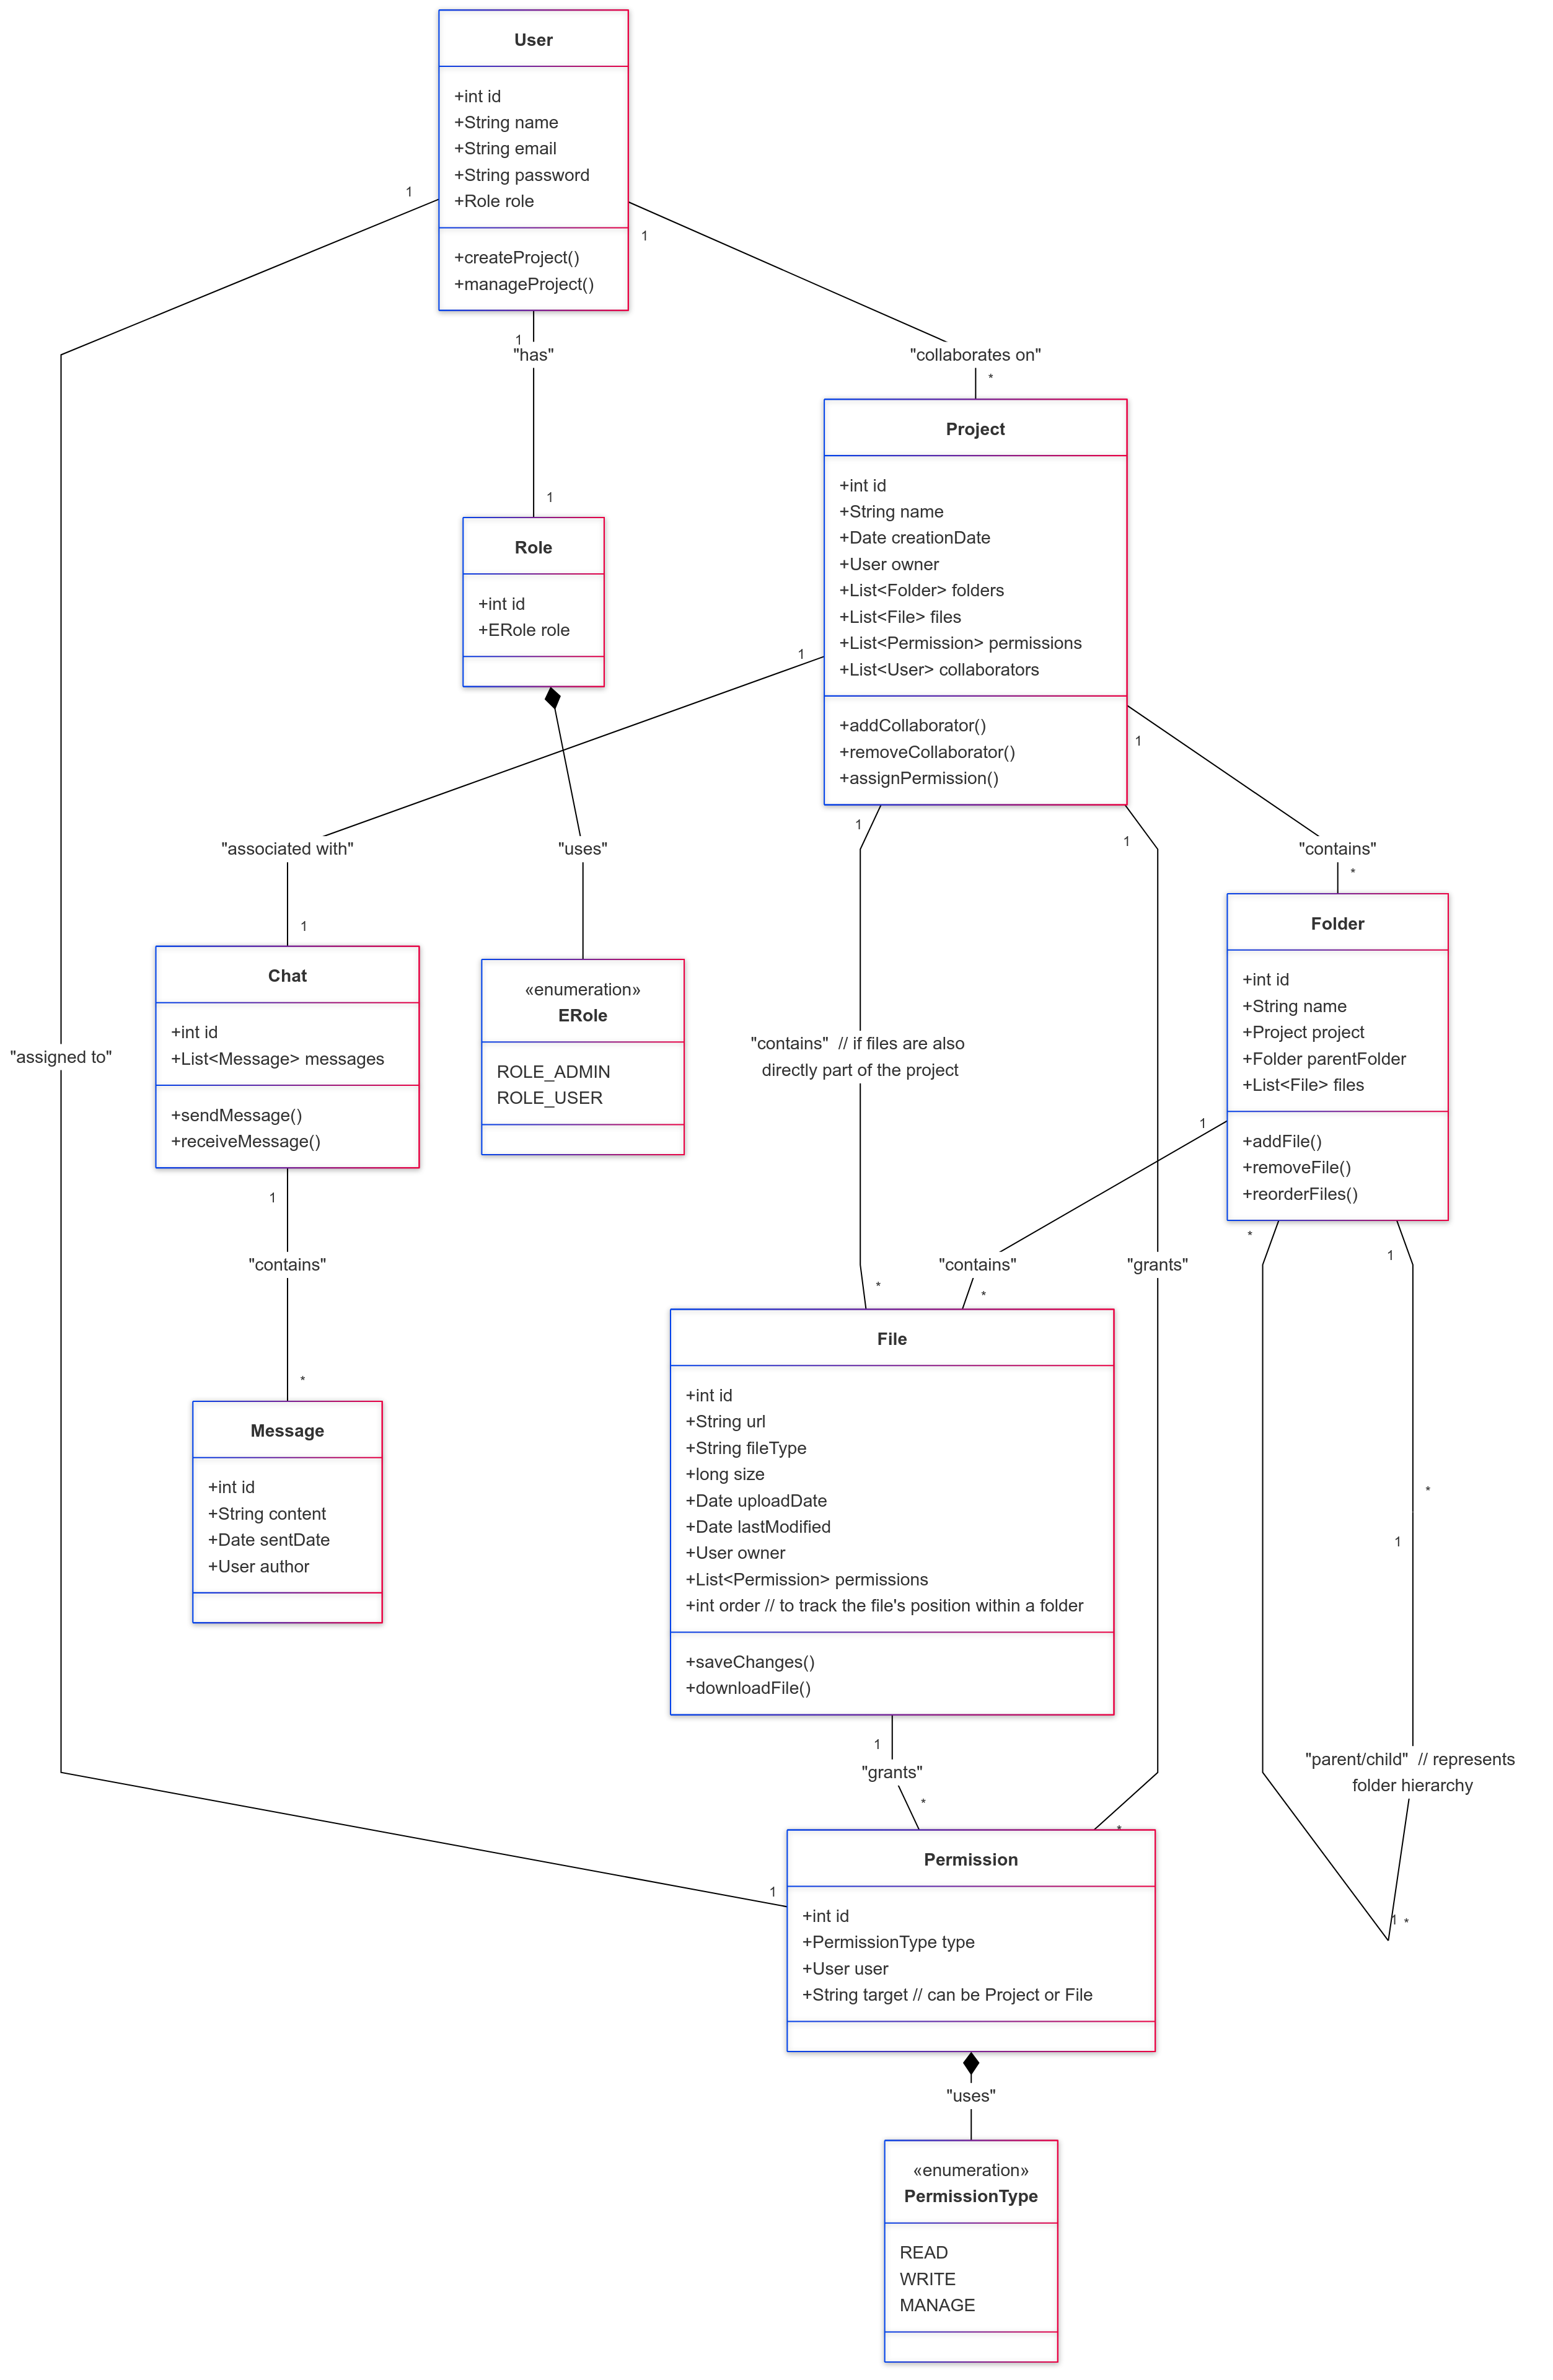 User
+int id
+String name
+String email
+String password
+Role role
+createProject()
+manageProject()
1
1
1
"has"
1
"collaborates on"
*
Project
+int id
+String name
+Date creationDate
+User owner
+List<Folder> folders
+List<File> files
+List<Permission> permissions
+List<User> collaborators
+addCollaborator()
+removeCollaborator()
+assignPermission()
Role
+int id
+ERole role
1
1
1
1
"associated with"
1
"uses"
"contains"
*
Chat
+int id
+List<Message> messages
+sendMessage()
+receiveMessage()
«enumeration»
ERole
ROLE_ADMIN
ROLE_USER
Folder
+int id
+String name
+Project project
+Folder parentFolder
+List<File> files
+addFile()
+removeFile()
+reorderFiles()
"assigned to"
"contains"  // if files are also
directly part of the project
1
1
*
1
"contains"
*
"contains"
*
"grants"
*
Message
+int id
+String content
+Date sentDate
+User author
File
+int id
+String url
+String fileType
+long size
+Date uploadDate
+Date lastModified
+User owner
+List<Permission> permissions
+int order // to track the file's position within a folder
+saveChanges()
+downloadFile()
*
1
1
"grants"
*
*
"parent/child"  // represents
folder hierarchy
1
*
1
Permission
+int id
+PermissionType type
+User user
+String target // can be Project or File
"uses"
«enumeration»
PermissionType
READ
WRITE
MANAGE